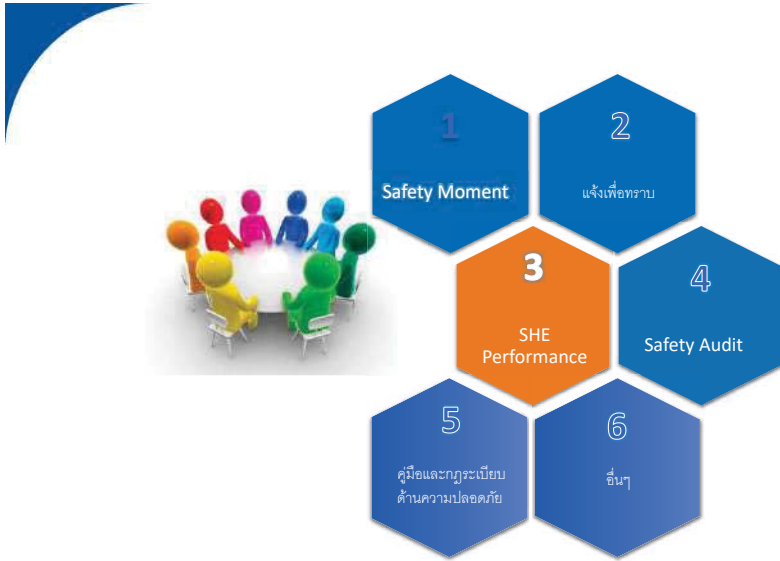 1
Safety Moment
2
แจ้งเพื่อทราบ
3
SHE
Performance
4
Safety Audit
5
คู่มือและกฎระเบียบ
ด้านความปลอดภัย
6
อื่นๆ